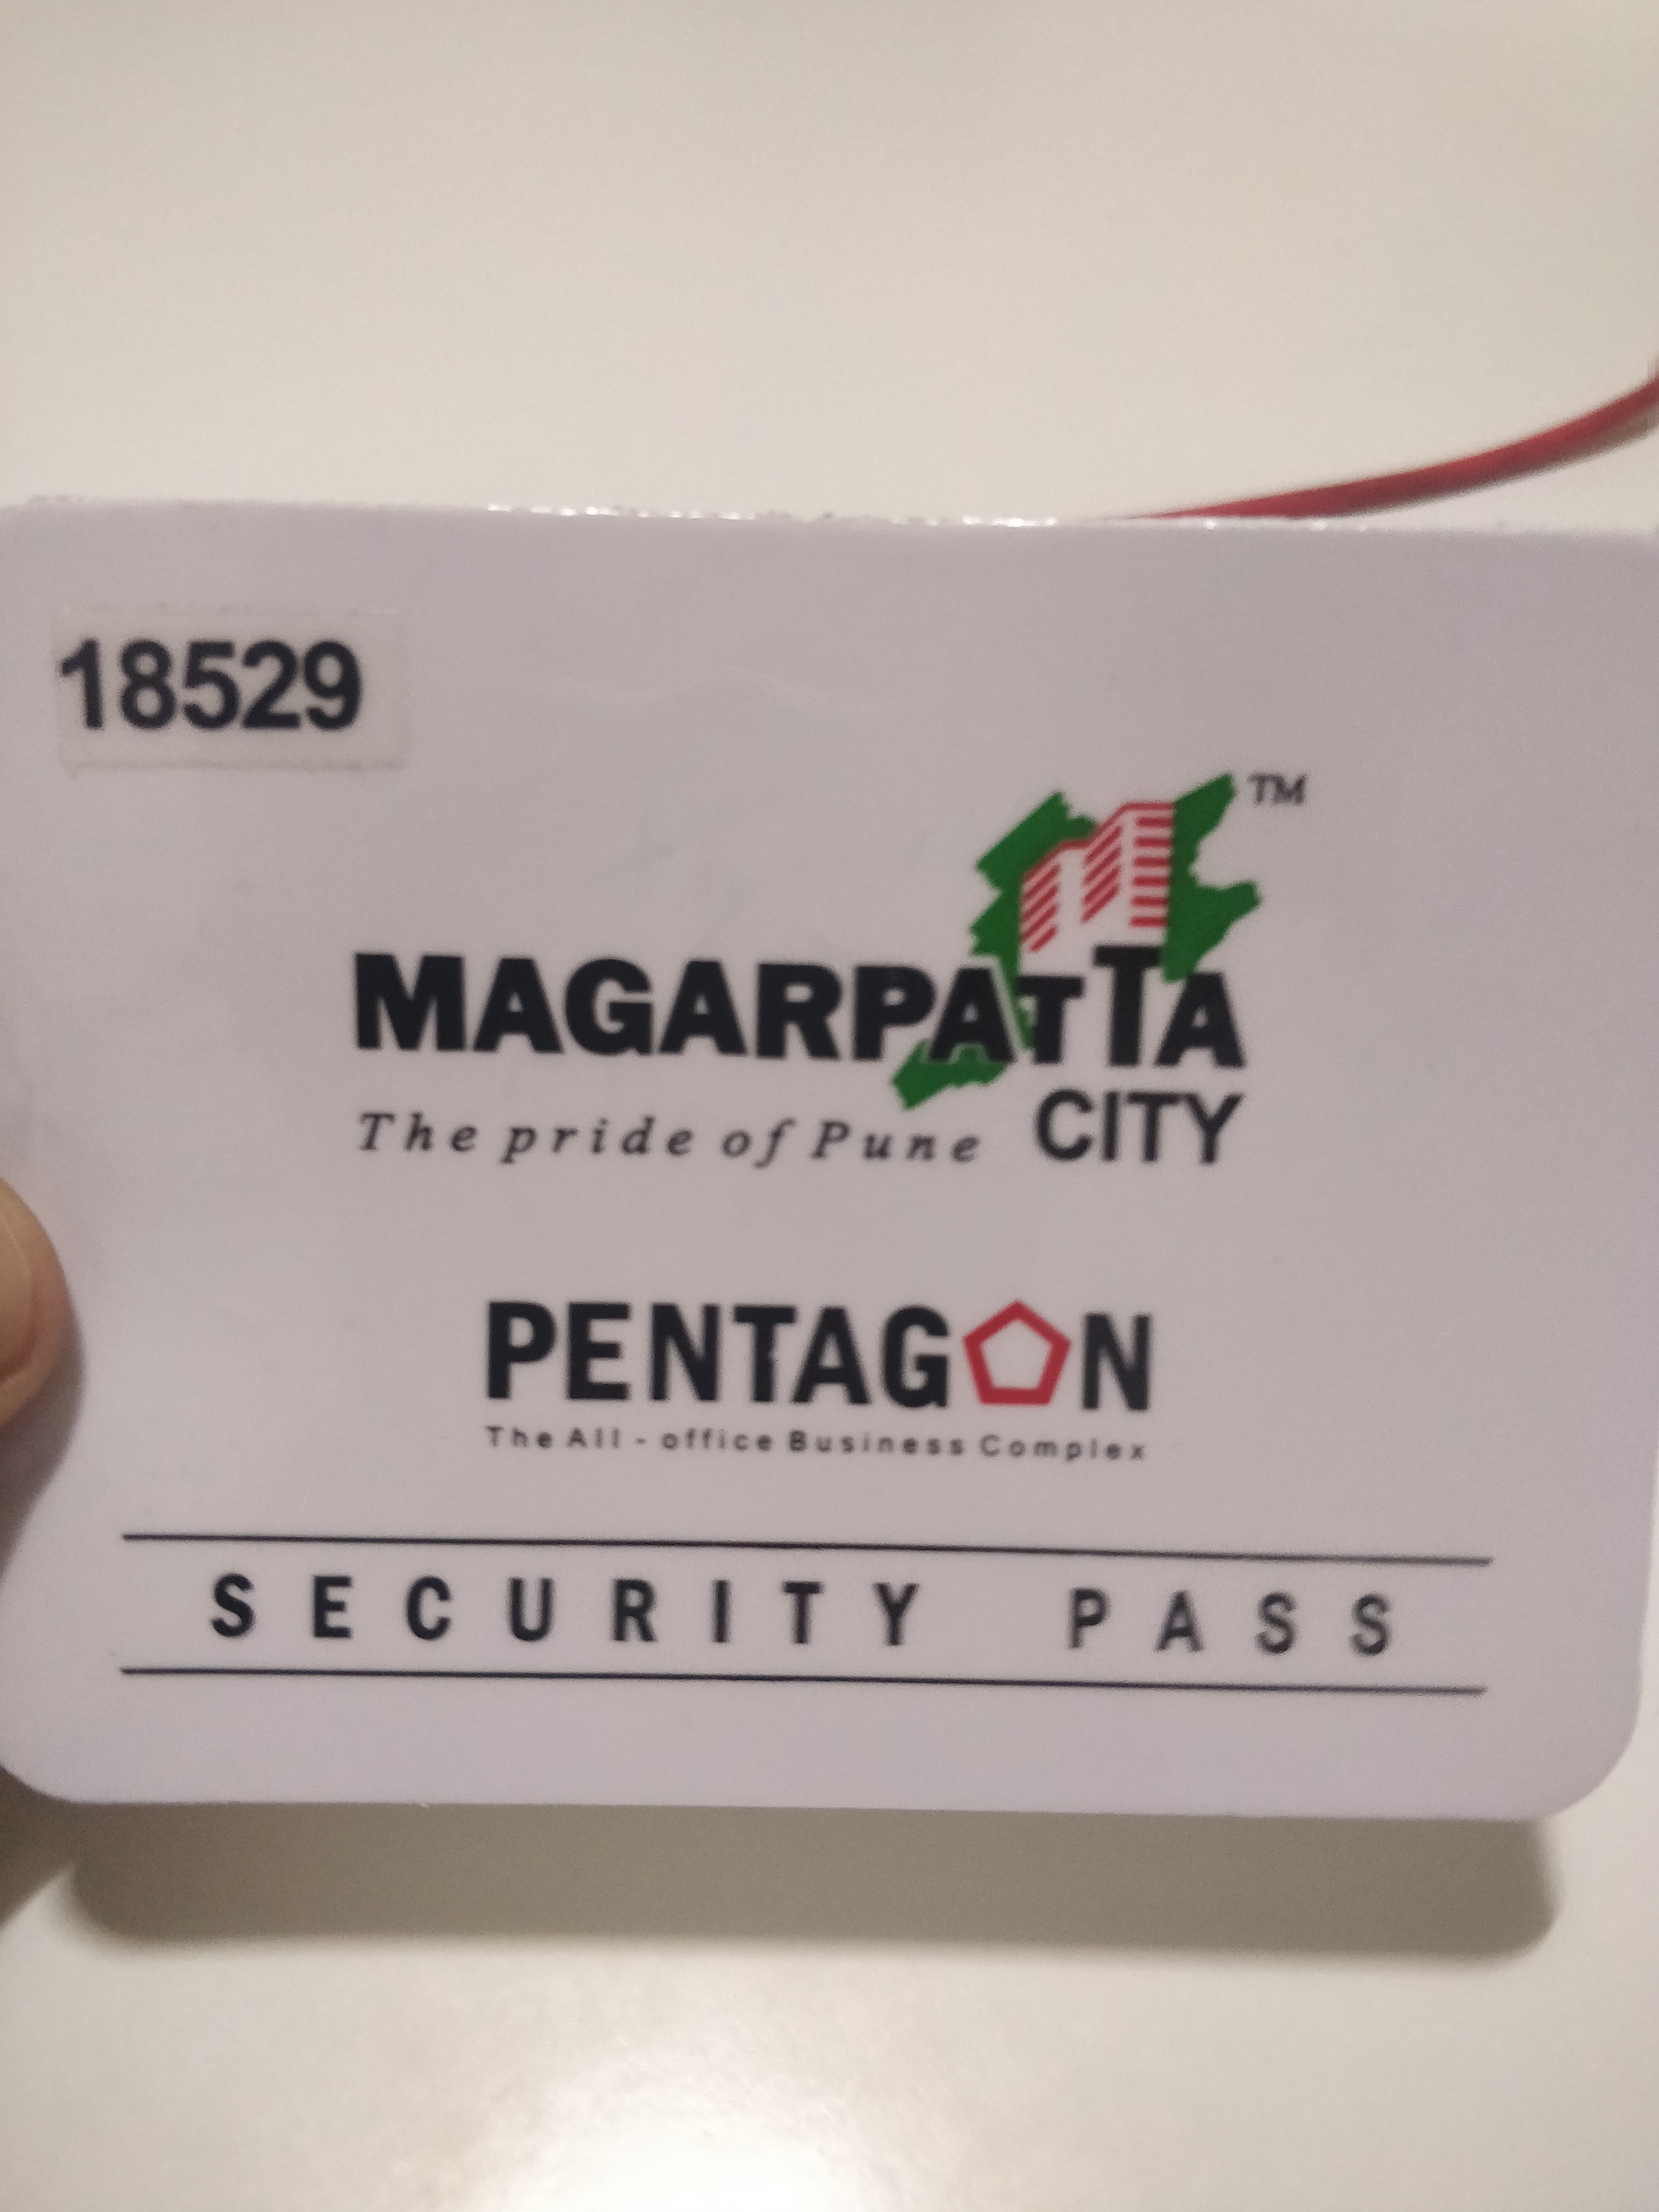 18529
TM
MAGARPATTA
The pride of Pune CITY
PENTAGON
The All - office Business Complex
SECURITY PASS